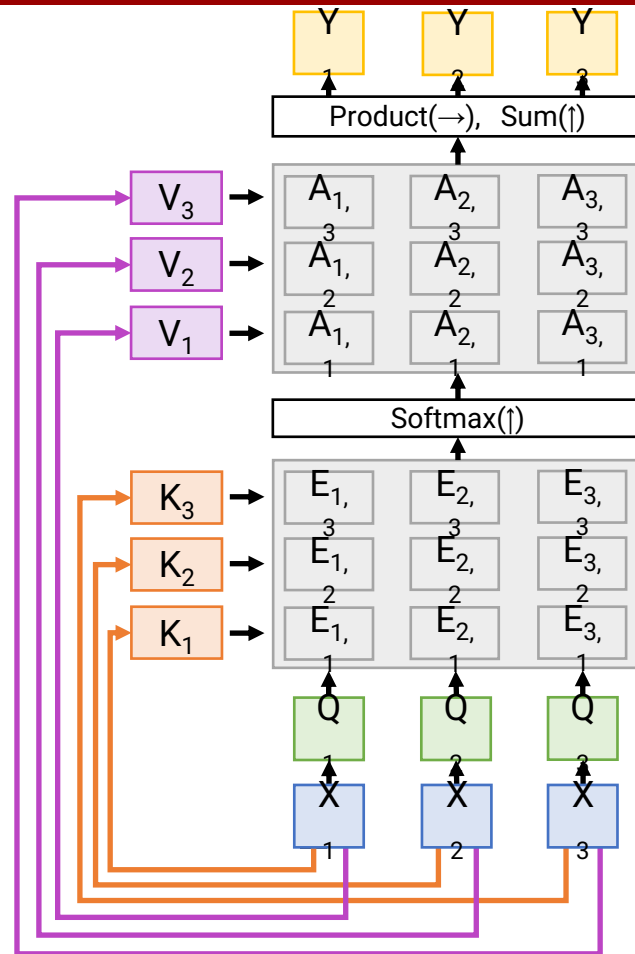 Y1 Y2 Y3
Product(→), Sum(↑)
V3 A1,3 A2,3 A3,3
V2 A1,2 A2,2 A3,2
V1 A1,1 A2,1 A3,1
Softmax(↑)
K3 E1,3 E2,3 E3,3
K2 E1,2 E2,2 E3,2
K1 E1,1 E2,1 E3,1
Q1 Q2 Q3
X1 X2 X3